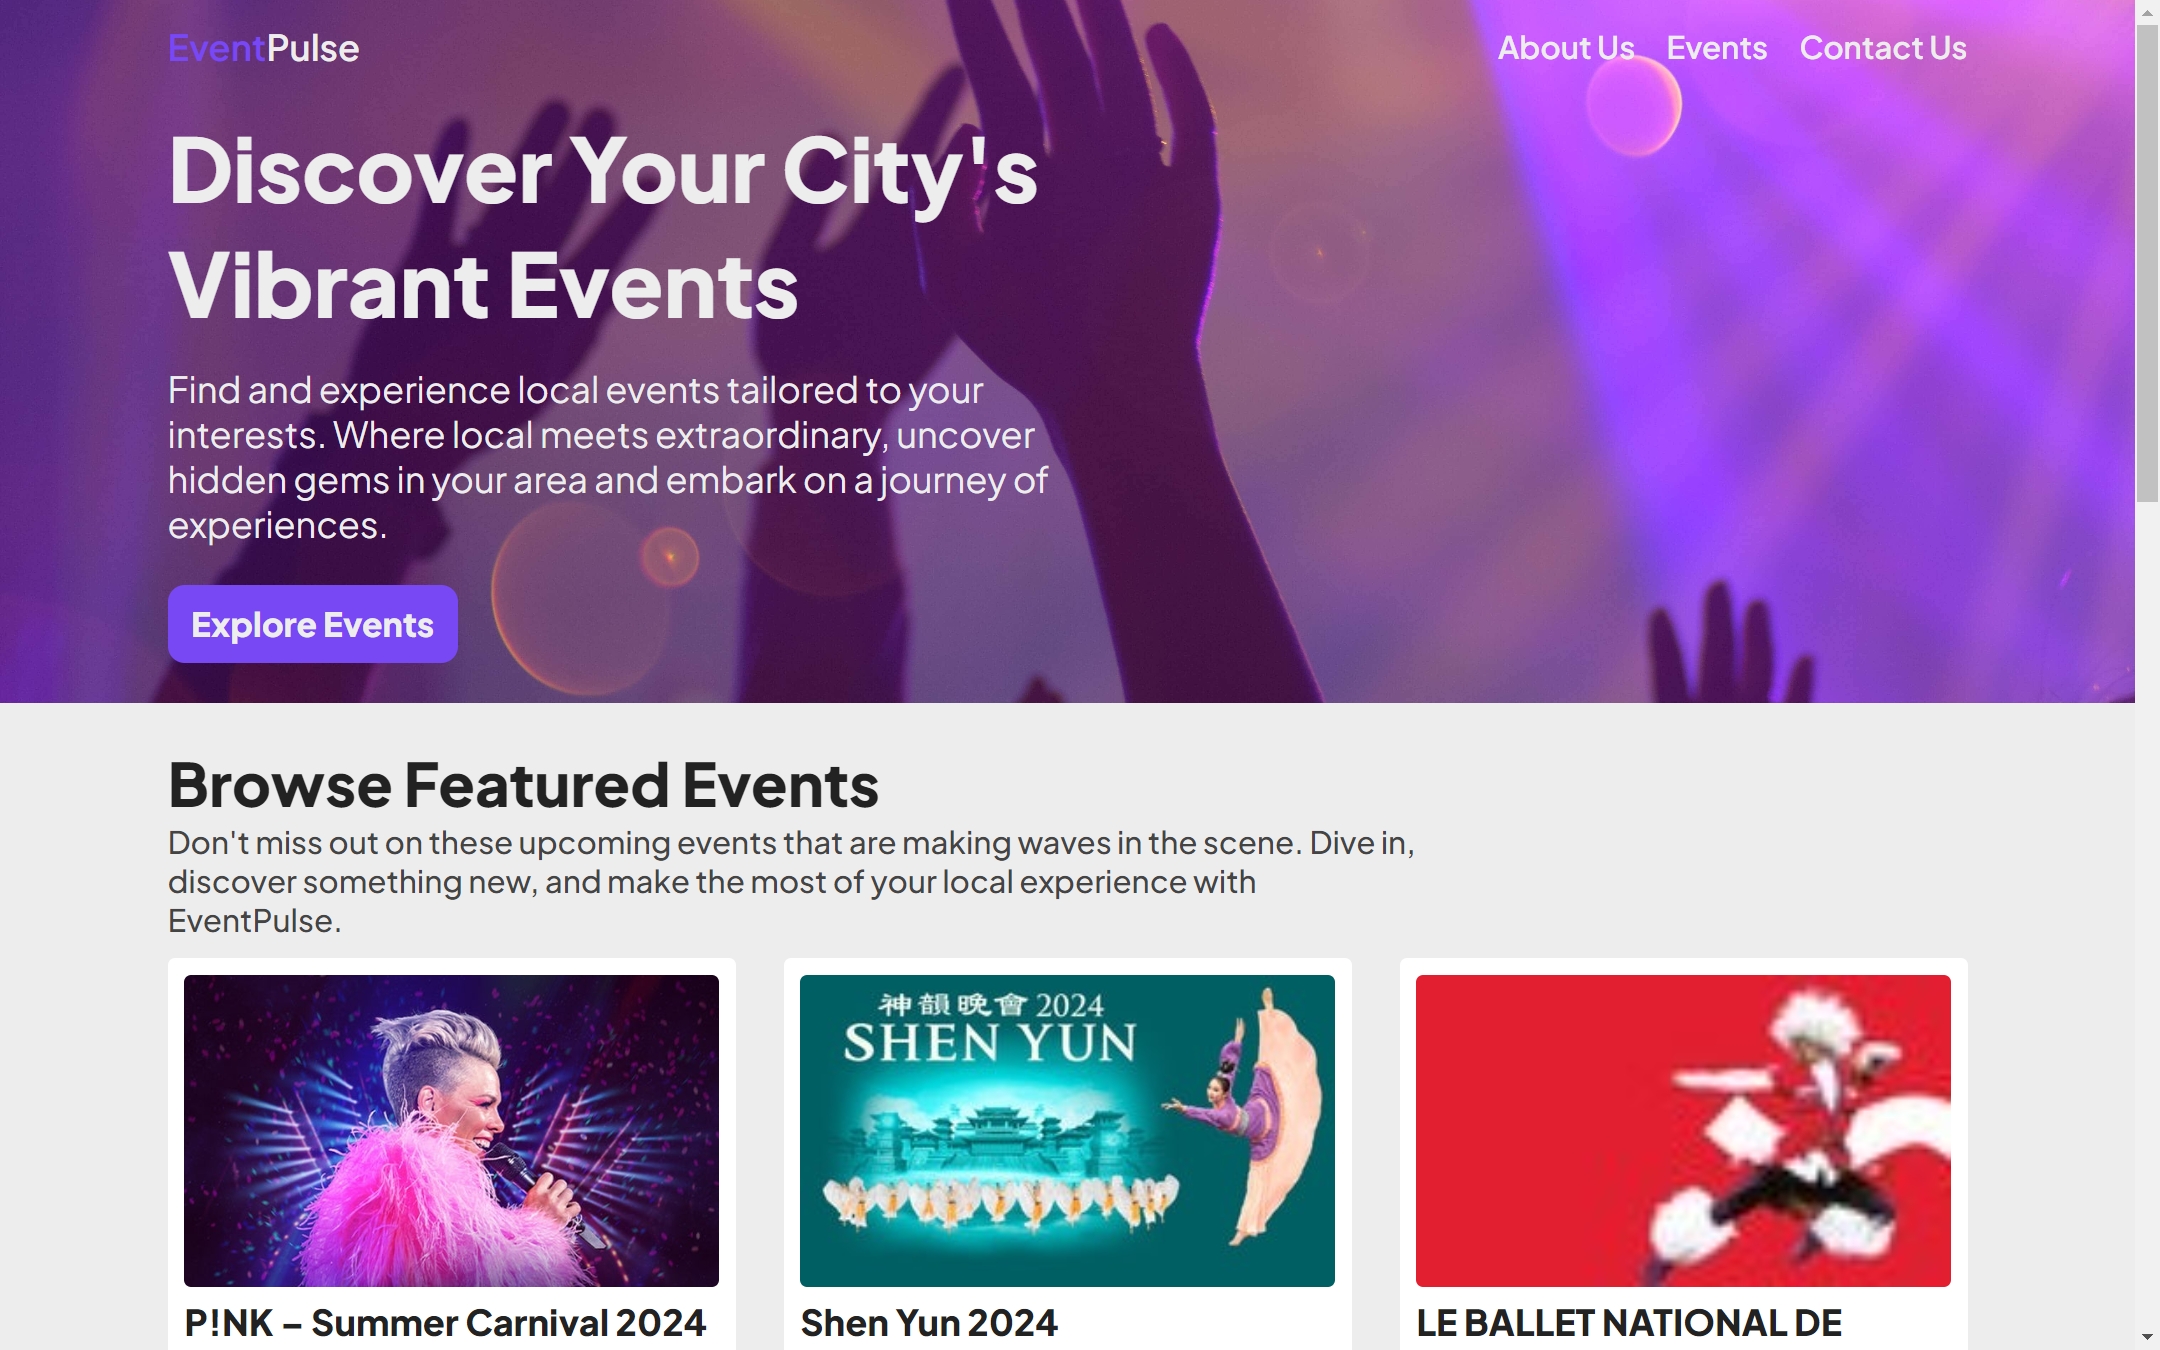 EventPulse
About Us
Events
Contact Us
Discover Your City's
Vibrant Events
Find and experience local events tailored to your
interests. Where local meets extraordinary, uncover
hidden gems in your area and embark on a journey of
experiences.
Explore Events
Browse Featured Events
Don't miss out on these upcoming events that are making waves in the scene. Dive in,
discover something new, and make the most of your local experience with
EventPulse.
神韻晚會 2024
SHEN YUN
P!NK – Summer Carnival 2024
Shen Yun 2024
LE BALLET NATIONAL DE